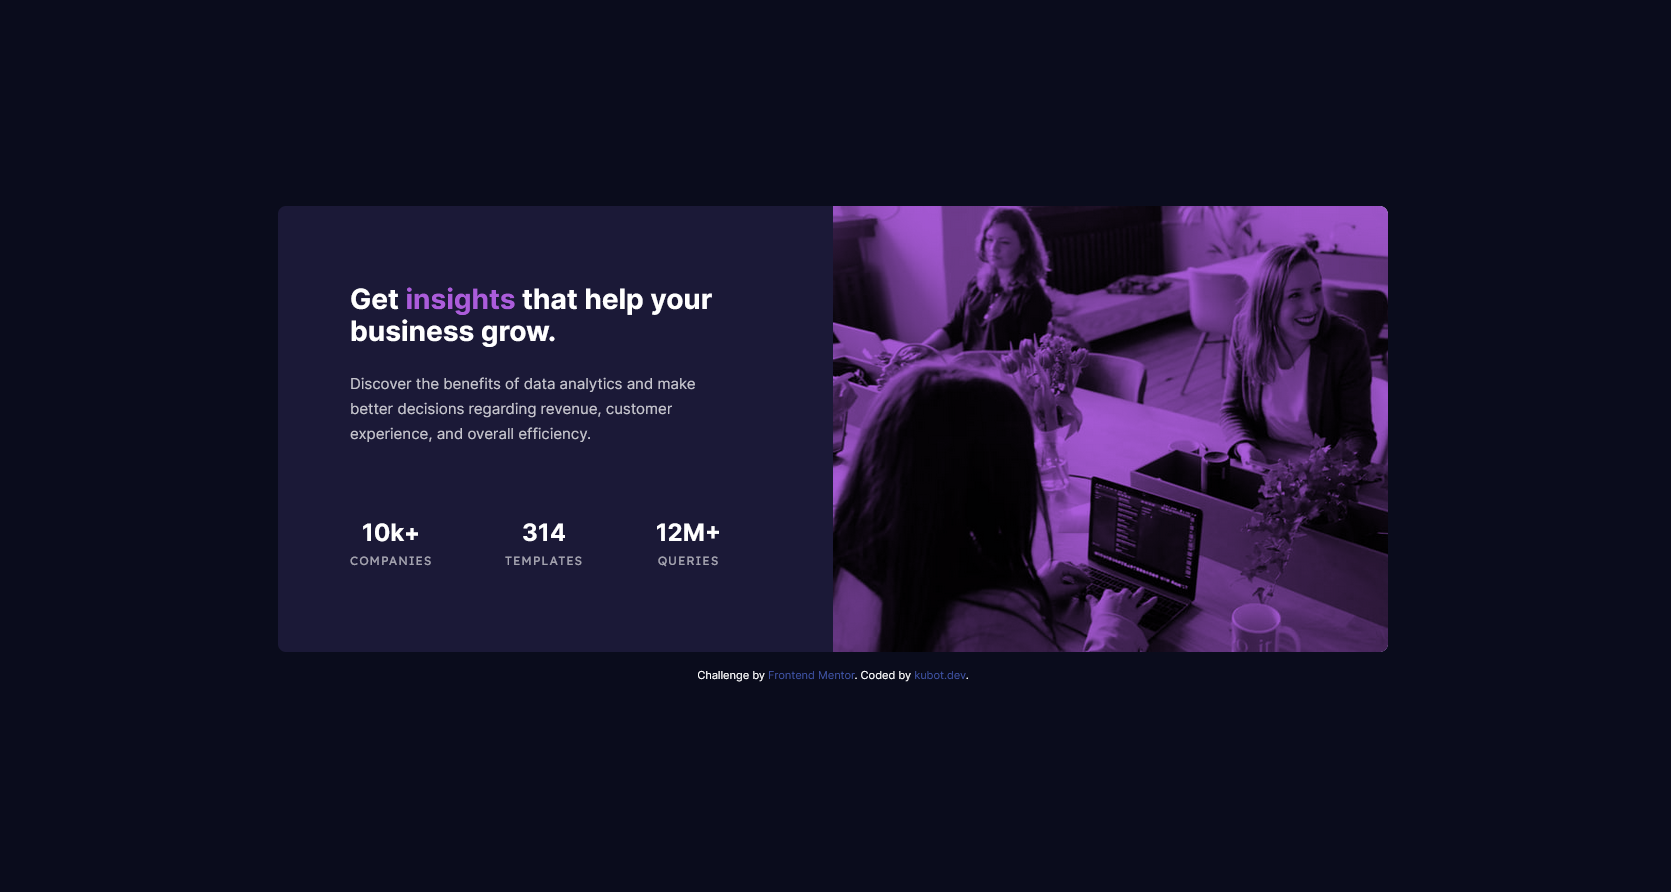 Get insights that help your
business grow.
Discover the benefits of data analytics and make
better decisions regarding revenue, customer
experience, and overall efficiency.
10k+ 314 12M+
COMPANIES TEMPLATES QUERIES
Challenge by Frontend Mentor. Coded by kubot.dev.